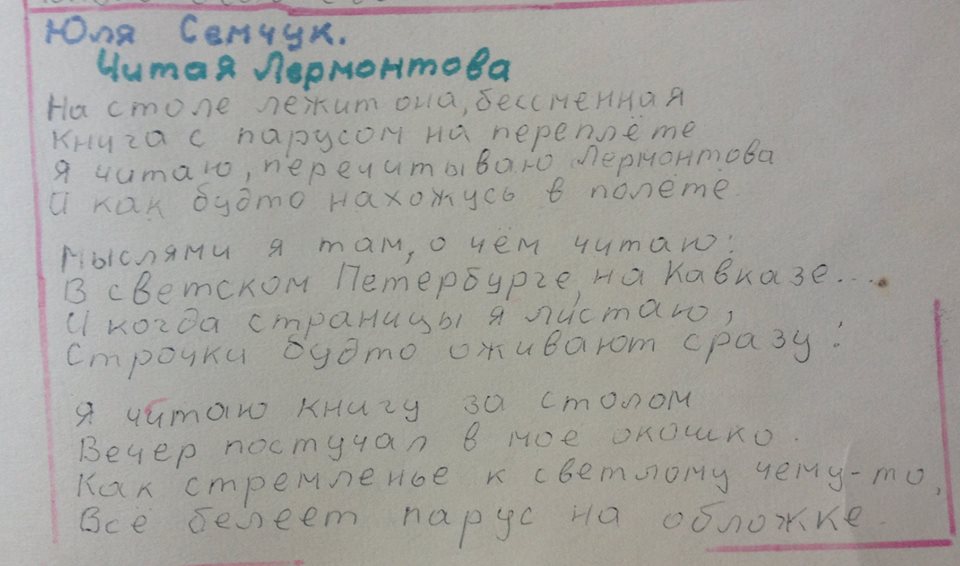 Юля Семчук.
Читая Лермонтова
На столе лежит она, бессменная
Книга с парусом на переплёте
Я читаю, перечитываю Лермонтова
И как будто нахожусь в полёте.
Мыслями я там, о чём читаю:
В светском Петербурге, на Кавказе...
И когда страницы я листаю,
Строчки будто оживают сразу:
Я читаю книгу за столом
Вечер постучал в мое окошко.
Как стремленье к светлому чему-то,
Всё белеет парус на обложке.